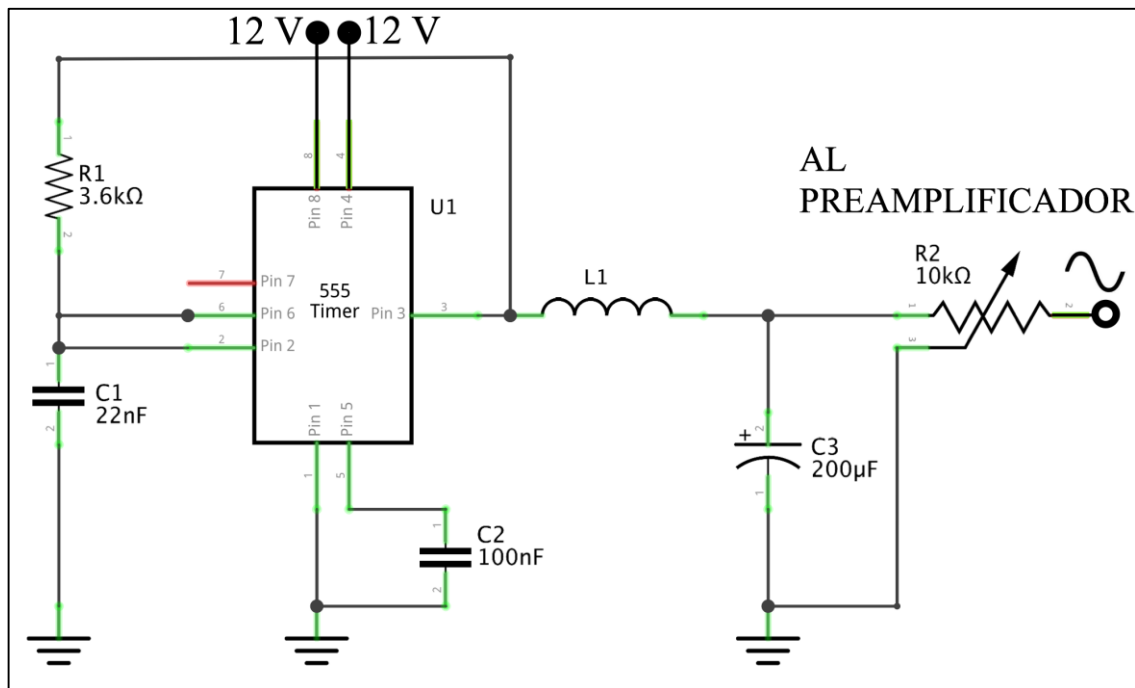 12 V
12 V
1
R1
3.6kΩ
2
8
4
Pin 8
Pin 4
U1
7
Pin 7
555
Timer
6
Pin 6
Pin 3
3
2
Pin 2
L1
AL
PREAMPLIFICADOR
R2
10kΩ
1
2
3
1
C1
22nF
2
Pin 1
Pin 5
1
5
1
C2
100nF
2
2
+
C3
200µF
1